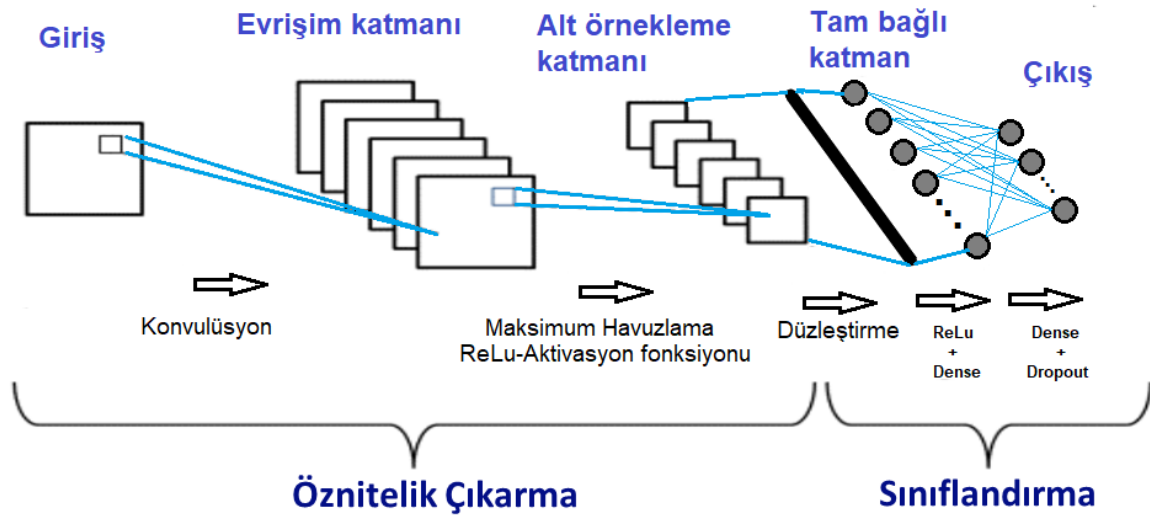 Giriş
Evrişim katmanı
Alt örnekleme
katmanı
Tam bağlı
katman
Çıkış
Konvulüsyon
Maksimum Havuzlama
ReLu-Aktivasyon fonksiyonu
Düzleştirme
ReLu
+
Dense
Dense
+
Dropout
Öznitelik Çıkarma
Sınıflandırma